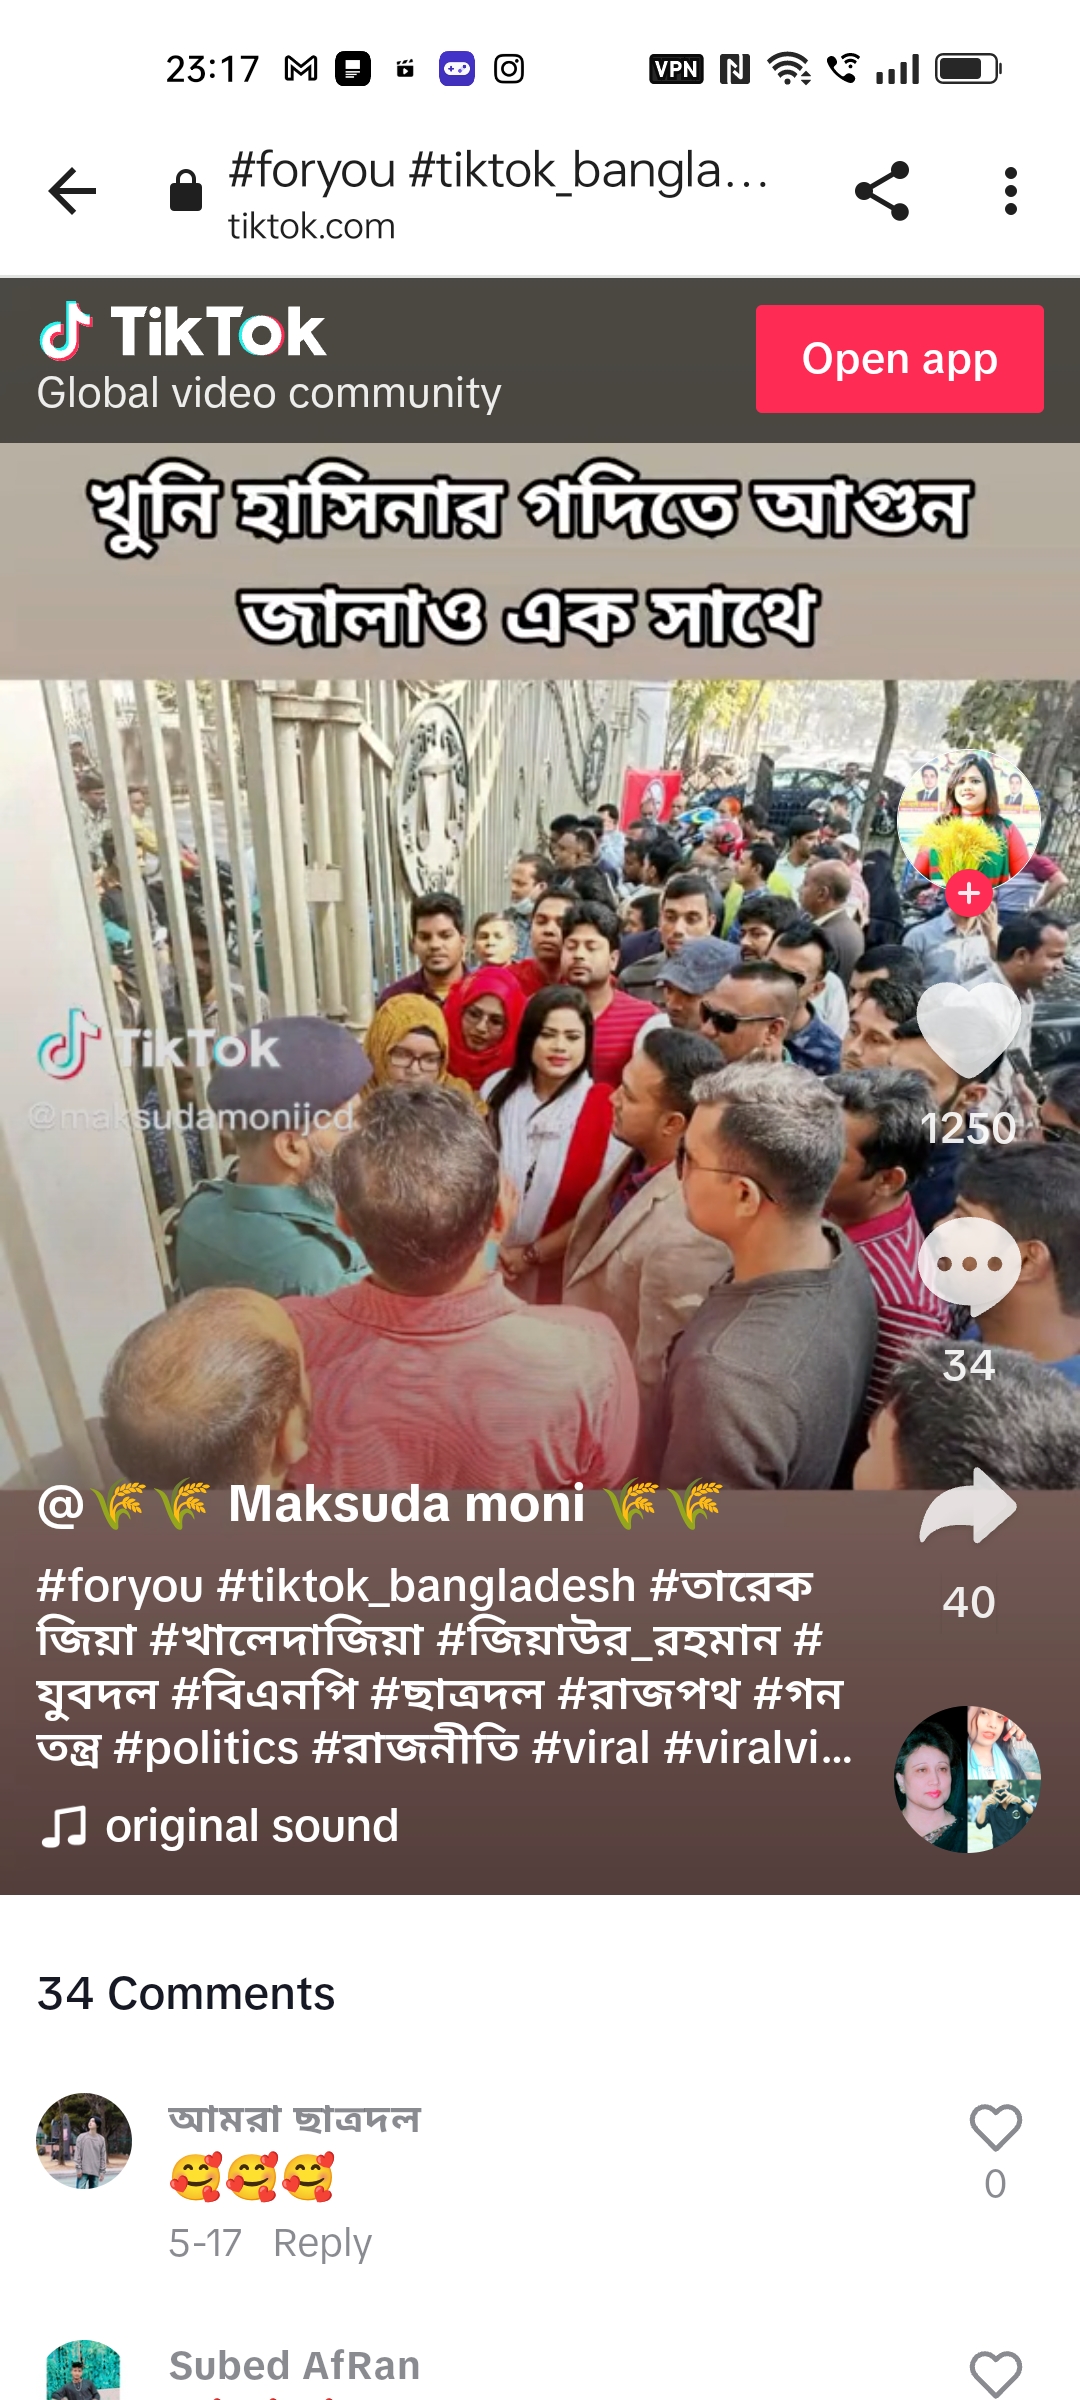 23:17
VPN
#foryou #tiktok_bangla...
tiktok.com
TikTok
Global video community
Open app
খুনি হাসিনার গদিতে আগুন
জালাও এক সাথে
TikTok
@maksudamonijcd
1250
34
40
@🌾🌾 Maksuda moni 🌾🌾
#foryou #tiktok_bangladesh #তারেক
জিয়া #খালেদাজিয়া #জিয়াউর_রহমান #
যুবদল #বিএনপি #ছাত্রদল #রাজপথ #গন
তন্ত্র #politics #রাজনীতি #viral #viralvi...
original sound
34 Comments
আমরা ছাত্রদল
🥰🥰🥰
0
5-17 Reply
Subed AfRan